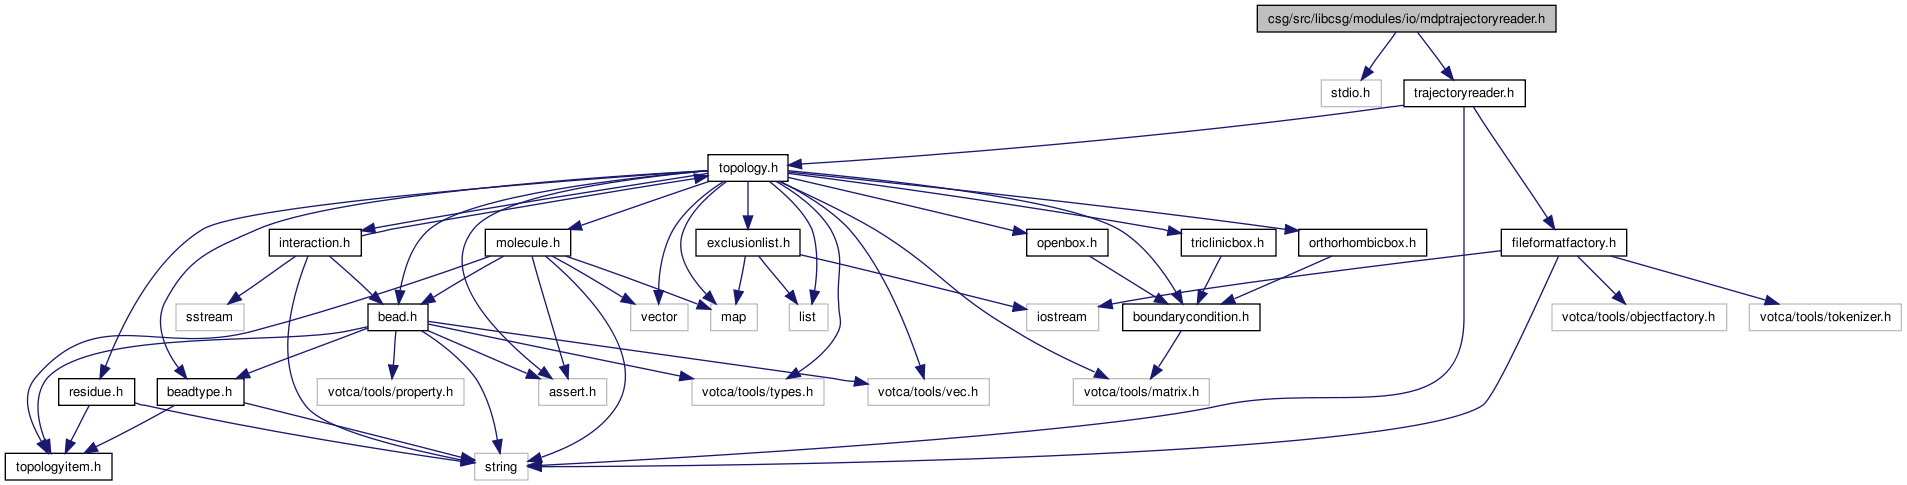 csg/src/libcsg/modules/io/mdptrajectoryreader.h
stdio.h
trajectoryreader.h
topology.h
interaction.h
molecule.h
exclusionlist.h
openbox.h
triclinicbox.h
orthorhombicbox.h
fileformatfactory.h
sstream
bead.h
vector
map
list
iostream
boundarycondition.h
votca/tools/objectfactory.h
votca/tools/tokenizer.h
residue.h
beadtype.h
votca/tools/property.h
assert.h
votca/tools/types.h
votca/tools/vec.h
votca/tools/matrix.h
topologyitem.h
string